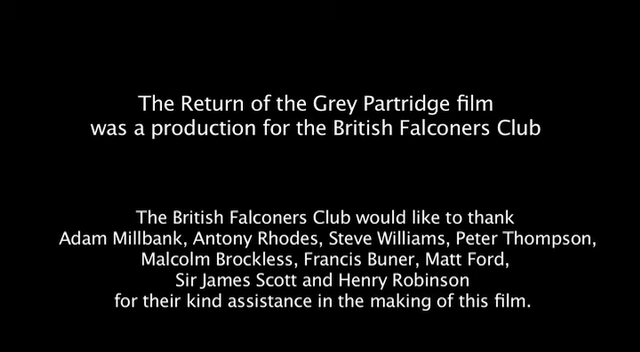 The Return of the Grey Partridge film
was a production for the British Falconers Club
The British Falconers Club would like to thank
Adam Millbank, Antony Rhodes, Steve Williams, Peter Thompson,
Malcolm Brockless, Francis Buner, Matt Ford,
Sir James Scott and Henry Robinson
for their kind assistance in the making of this film.